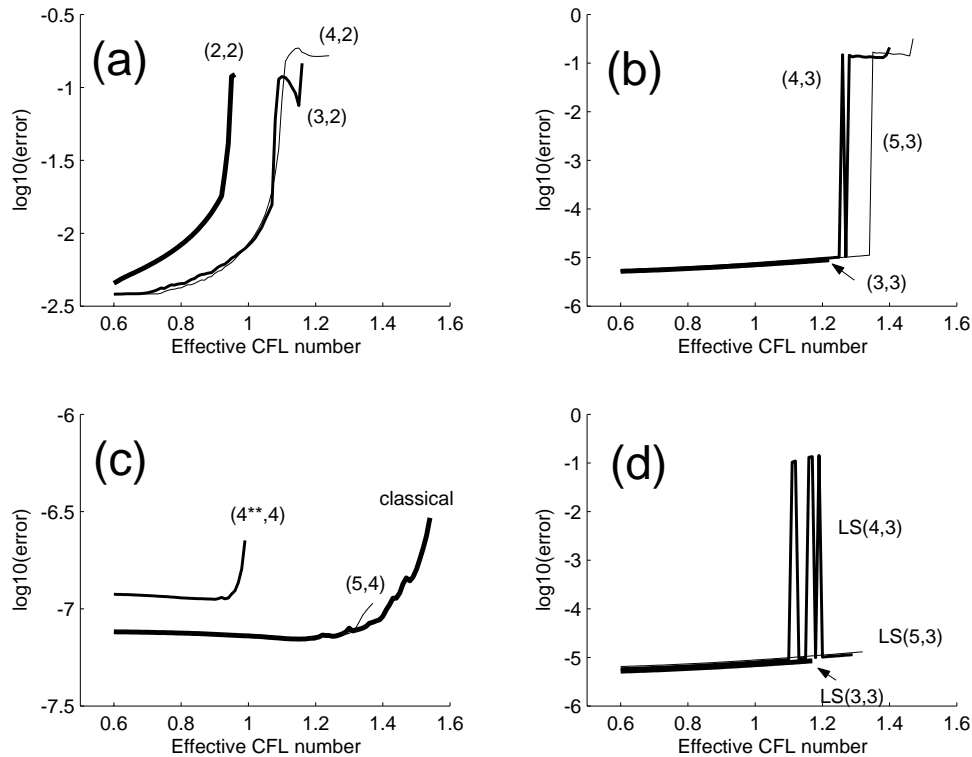 (a)
(2,2)
(4,2)
(3,2)
-0.5
-1
-1.5
-2
-2.5
log10(error)
0.6 0.8 1 1.2 1.4 1.6
Effective CFL number
(b)
(4,3)
(5,3)
(3,3)
0
-1
-2
-3
-4
-5
-6
log10(error)
0.6 0.8 1 1.2 1.4 1.6
Effective CFL number
(c)
(4**,4)
classical
(5,4)
-6
-6.5
-7
-7.5
log10(error)
0.6 0.8 1 1.2 1.4 1.6
Effective CFL number
(d)
LS(4,3)
LS(5,3)
LS(3,3)
0
-1
-2
-3
-4
-5
-6
log10(error)
0.6 0.8 1 1.2 1.4 1.6
Effective CFL number